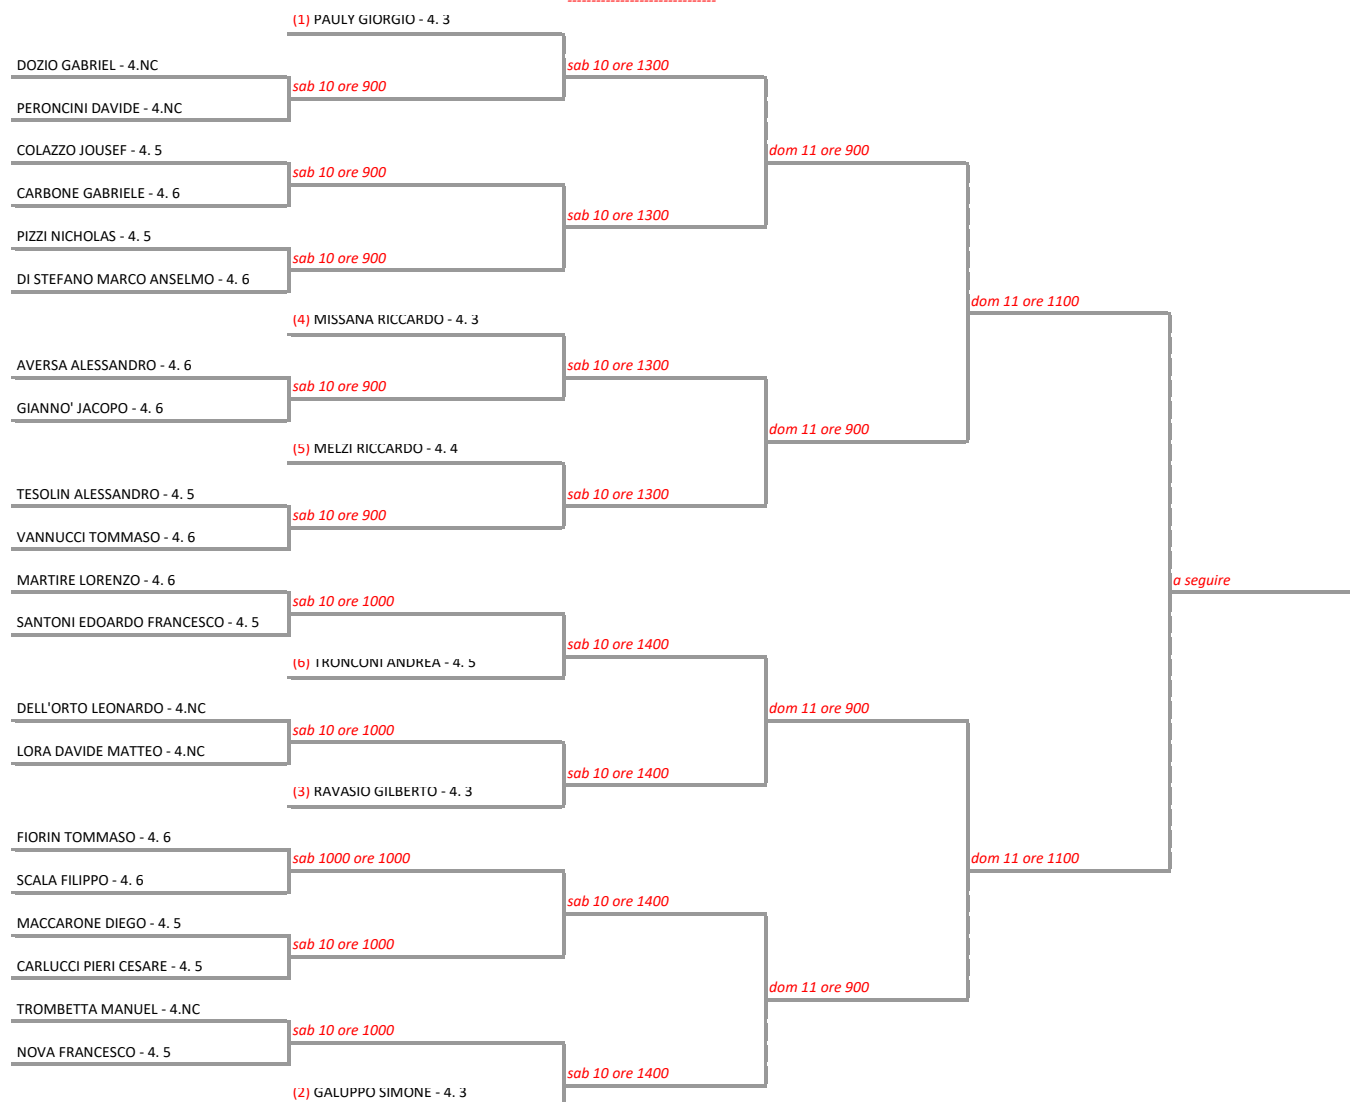 (1) PAULY GIORGIO - 4. 3
DOZIO GABRIEL - 4.NC
sab 10 ore 1300
sab 10 ore 900
PERONCINI DAVIDE - 4.NC
COLAZZO JOUSEF - 4. 5
dom 11 ore 900
sab 10 ore 900
CARBONE GABRIELE - 4. 6
sab 10 ore 1300
PIZZI NICHOLAS - 4. 5
sab 10 ore 900
DI STEFANO MARCO ANSELMO - 4. 6
dom 11 ore 1100
(4) MISSANA RICCARDO - 4. 3
AVERSA ALESSANDRO - 4. 6
sab 10 ore 1300
sab 10 ore 900
GIANNO' JACOPO - 4. 6
dom 11 ore 900
(5) MELZI RICCARDO - 4. 4
TESOLIN ALESSANDRO - 4. 5
sab 10 ore 1300
sab 10 ore 900
VANNUCCI TOMMASO - 4. 6
MARTIRE LORENZO - 4. 6
a seguire
sab 10 ore 1000
SANTONI EDOARDO FRANCESCO - 4. 5
sab 10 ore 1400
(6) TRONCONI ANDREA - 4. 5
DELL'ORTO LEONARDO - 4.NC
dom 11 ore 900
sab 10 ore 1000
LORA DAVIDE MATTEO - 4.NC
sab 10 ore 1400
(3) RAVASIO GILBERTO - 4. 3
FIORIN TOMMASO - 4. 6
sab 1000 ore 1000
dom 11 ore 1100
SCALA FILIPPO - 4. 6
sab 10 ore 1400
MACCARONE DIEGO - 4. 5
sab 10 ore 1000
CARLUCCI PIERI CESARE - 4. 5
dom 11 ore 900
TROMBETTA MANUEL - 4.NC
sab 10 ore 1000
NOVA FRANCESCO - 4. 5
sab 10 ore 1400
(2) GALUPPO SIMONE - 4. 3